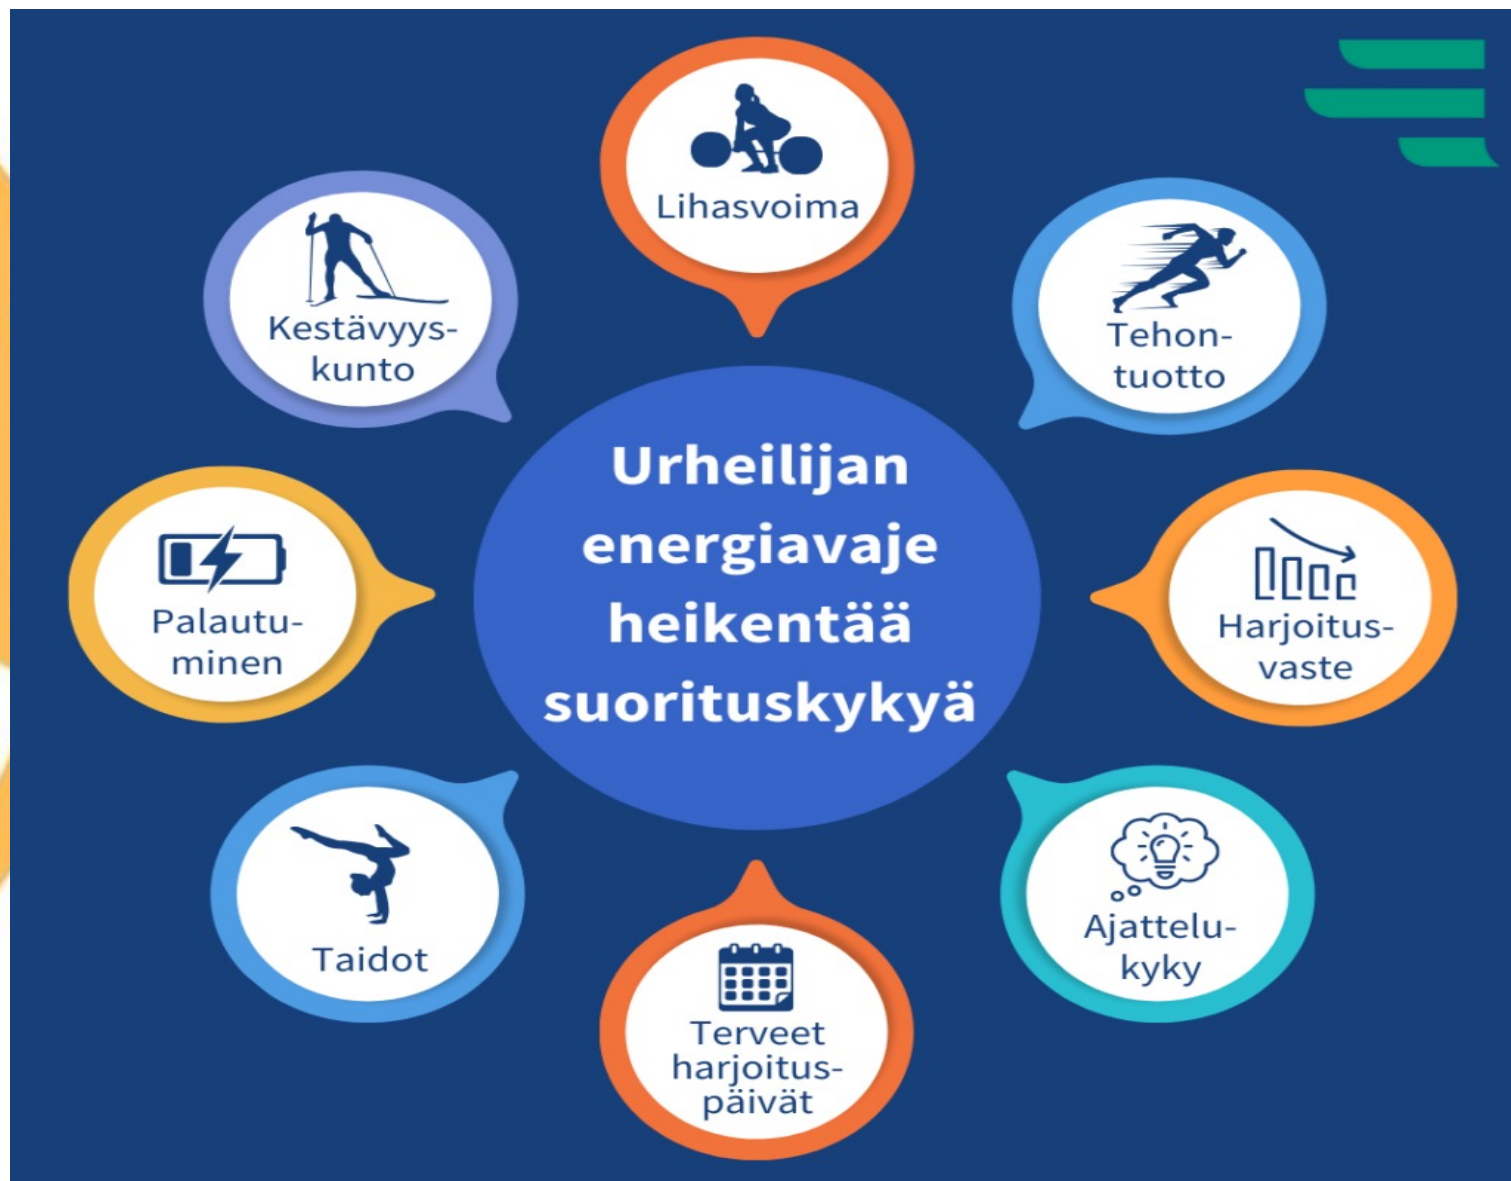 Lihasvoima
Kestävyys-
kunto
Tehon-
tuotto
Urheilijan
energiavaje
heikentää
suorituskykyä
Palautu-
minen
Harjoitus-
vaste
Taidot
Ajattelu-
kyky
Terveet
harjoitus-
päivät